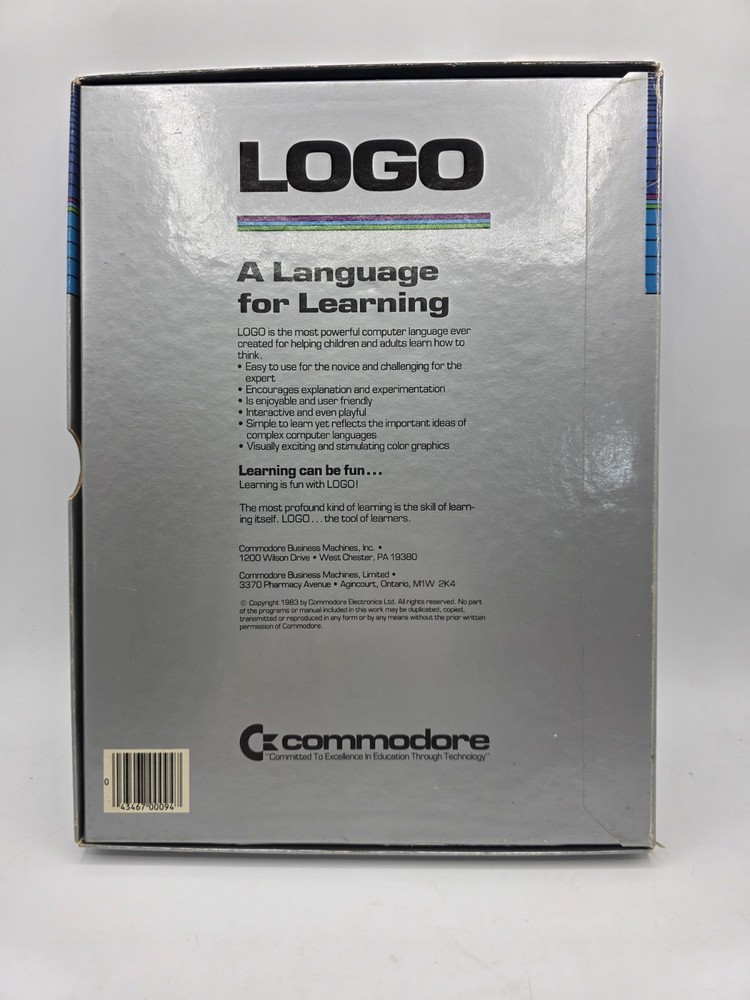 LOGO
A Language
for Learning
LOGO is the most powerful computer language ever
created for helping children and adults learn how to
think.
• Easy to use for the novice and challenging for the
expert
• Encourages explanation and experimentation
• Is enjoyable and user friendly
• Interactive and even playful
• Simple to learn yet reflects the important ideas of
complex computer languages
• Visually exciting and stimulating color graphics
Learning can be fun...
Learning is fun with LOGO!
The most profound kind of learning is the skill of learn-
ing itself. LOGO...the tool of learners.
Commodore Business Machines, Inc. •
1200 Wilson Drive • West Chester, PA 19380
Commodore Business Machines, Limited •
3370 Pharmacy Avenue • Agincourt, Ontario, M1W 2K4
© Copyright 1983 by Commodore Electronics Ltd. All rights reserved. No part
of the programs or manual included in this work may be duplicated, copied,
transmitted or reproduced in any form or by any means without the prior written
permission of Commodore.
commodore
"Committed To Excellence In Education Through Technology"
0 43467 00094